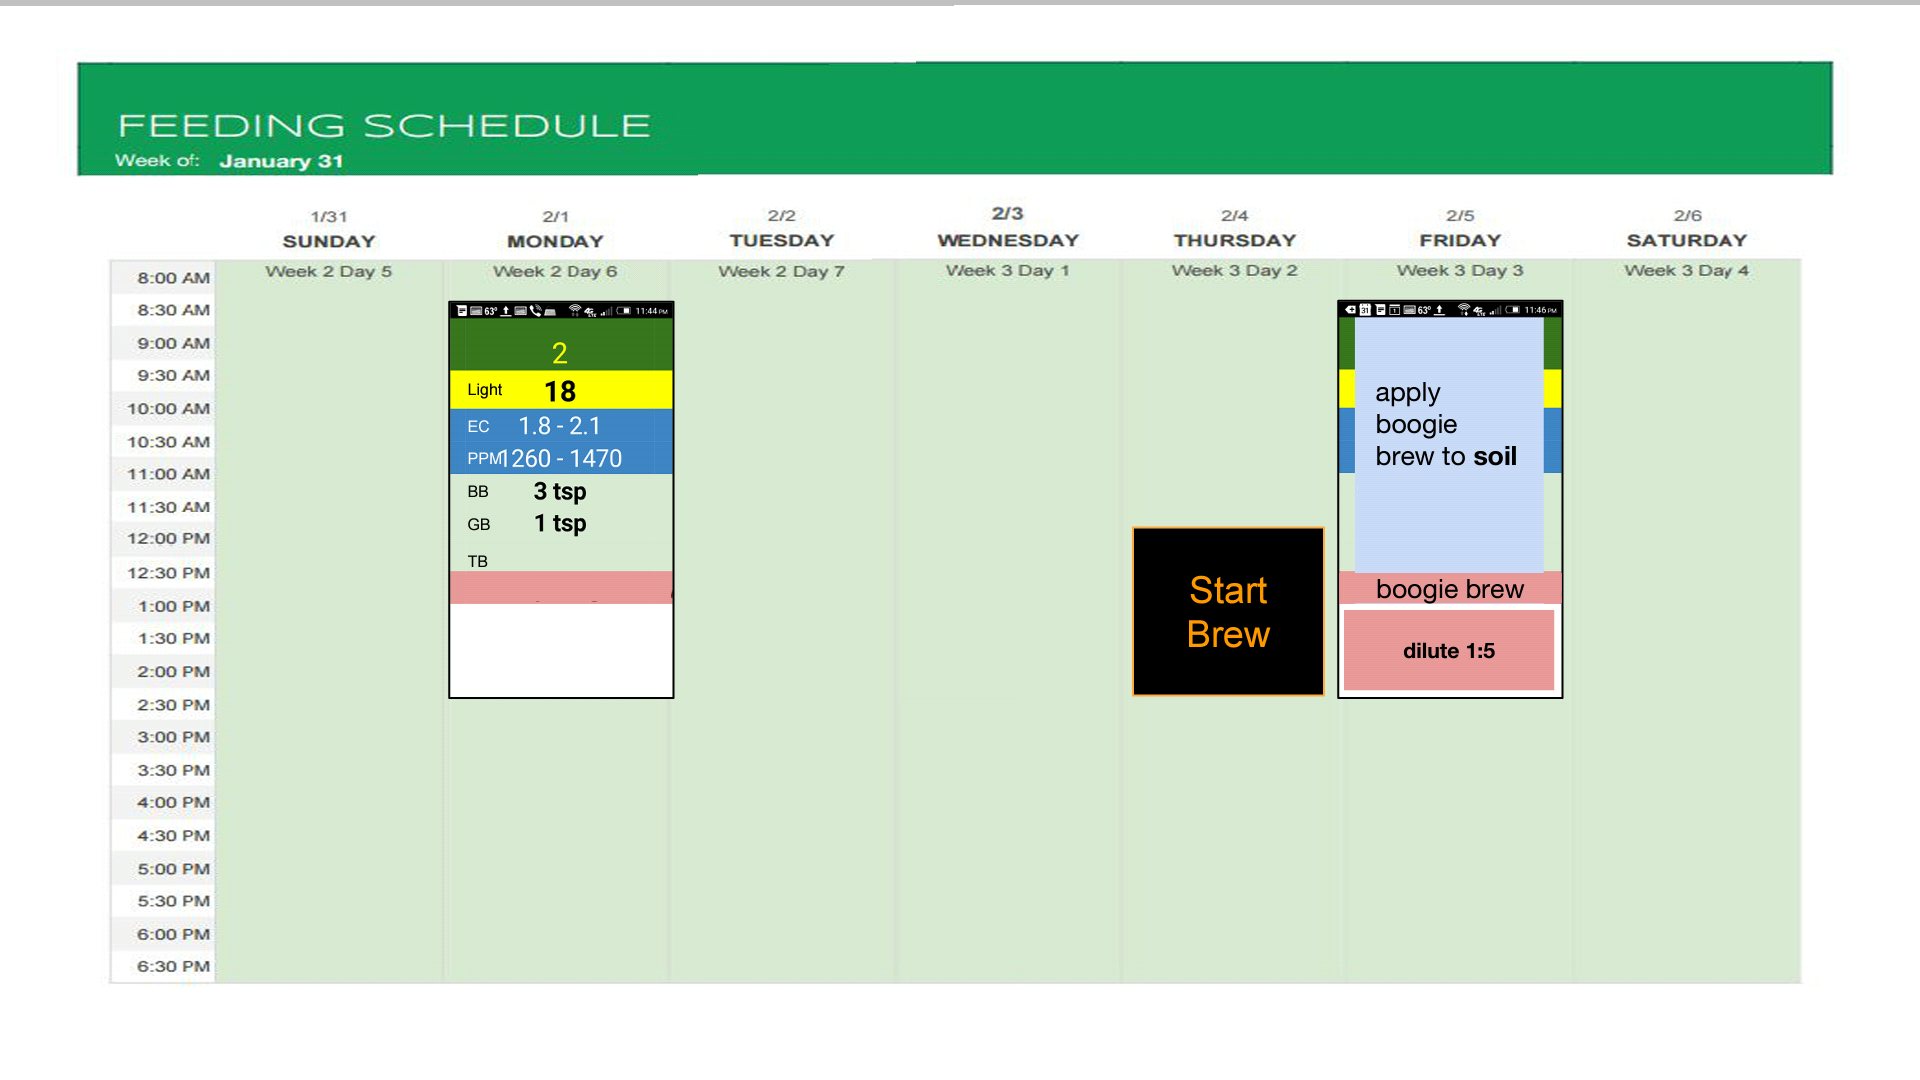 FEEDING SCHEDULE
Week of: January 31
1/31 2/1 2/2 2/3 2/4 2/5 2/6
SUNDAY MONDAY TUESDAY WEDNESDAY THURSDAY FRIDAY SATURDAY
Week 2 Day 5 Week 2 Day 6 Week 2 Day 7 Week 3 Day 1 Week 3 Day 2 Week 3 Day 3 Week 3 Day 4
8:00 AM
8:30 AM
9:00 AM
9:30 AM
10:00 AM
10:30 AM
11:00 AM
11:30 AM
12:00 PM
12:30 PM
1:00 PM
1:30 PM
2:00 PM
2:30 PM
3:00 PM
3:30 PM
4:00 PM
4:30 PM
5:00 PM
5:30 PM
6:00 PM
6:30 PM
63° 4G LTE 11:44 PM
2
Light 18
EC 1.8 - 2.1
PPM 1260 - 1470
BB 3 tsp
GB 1 tsp
TB
Start
Brew
31 1 63° 4G LTE 11:46 PM
apply
boogie
brew to soil
boogie brew
dilute 1:5